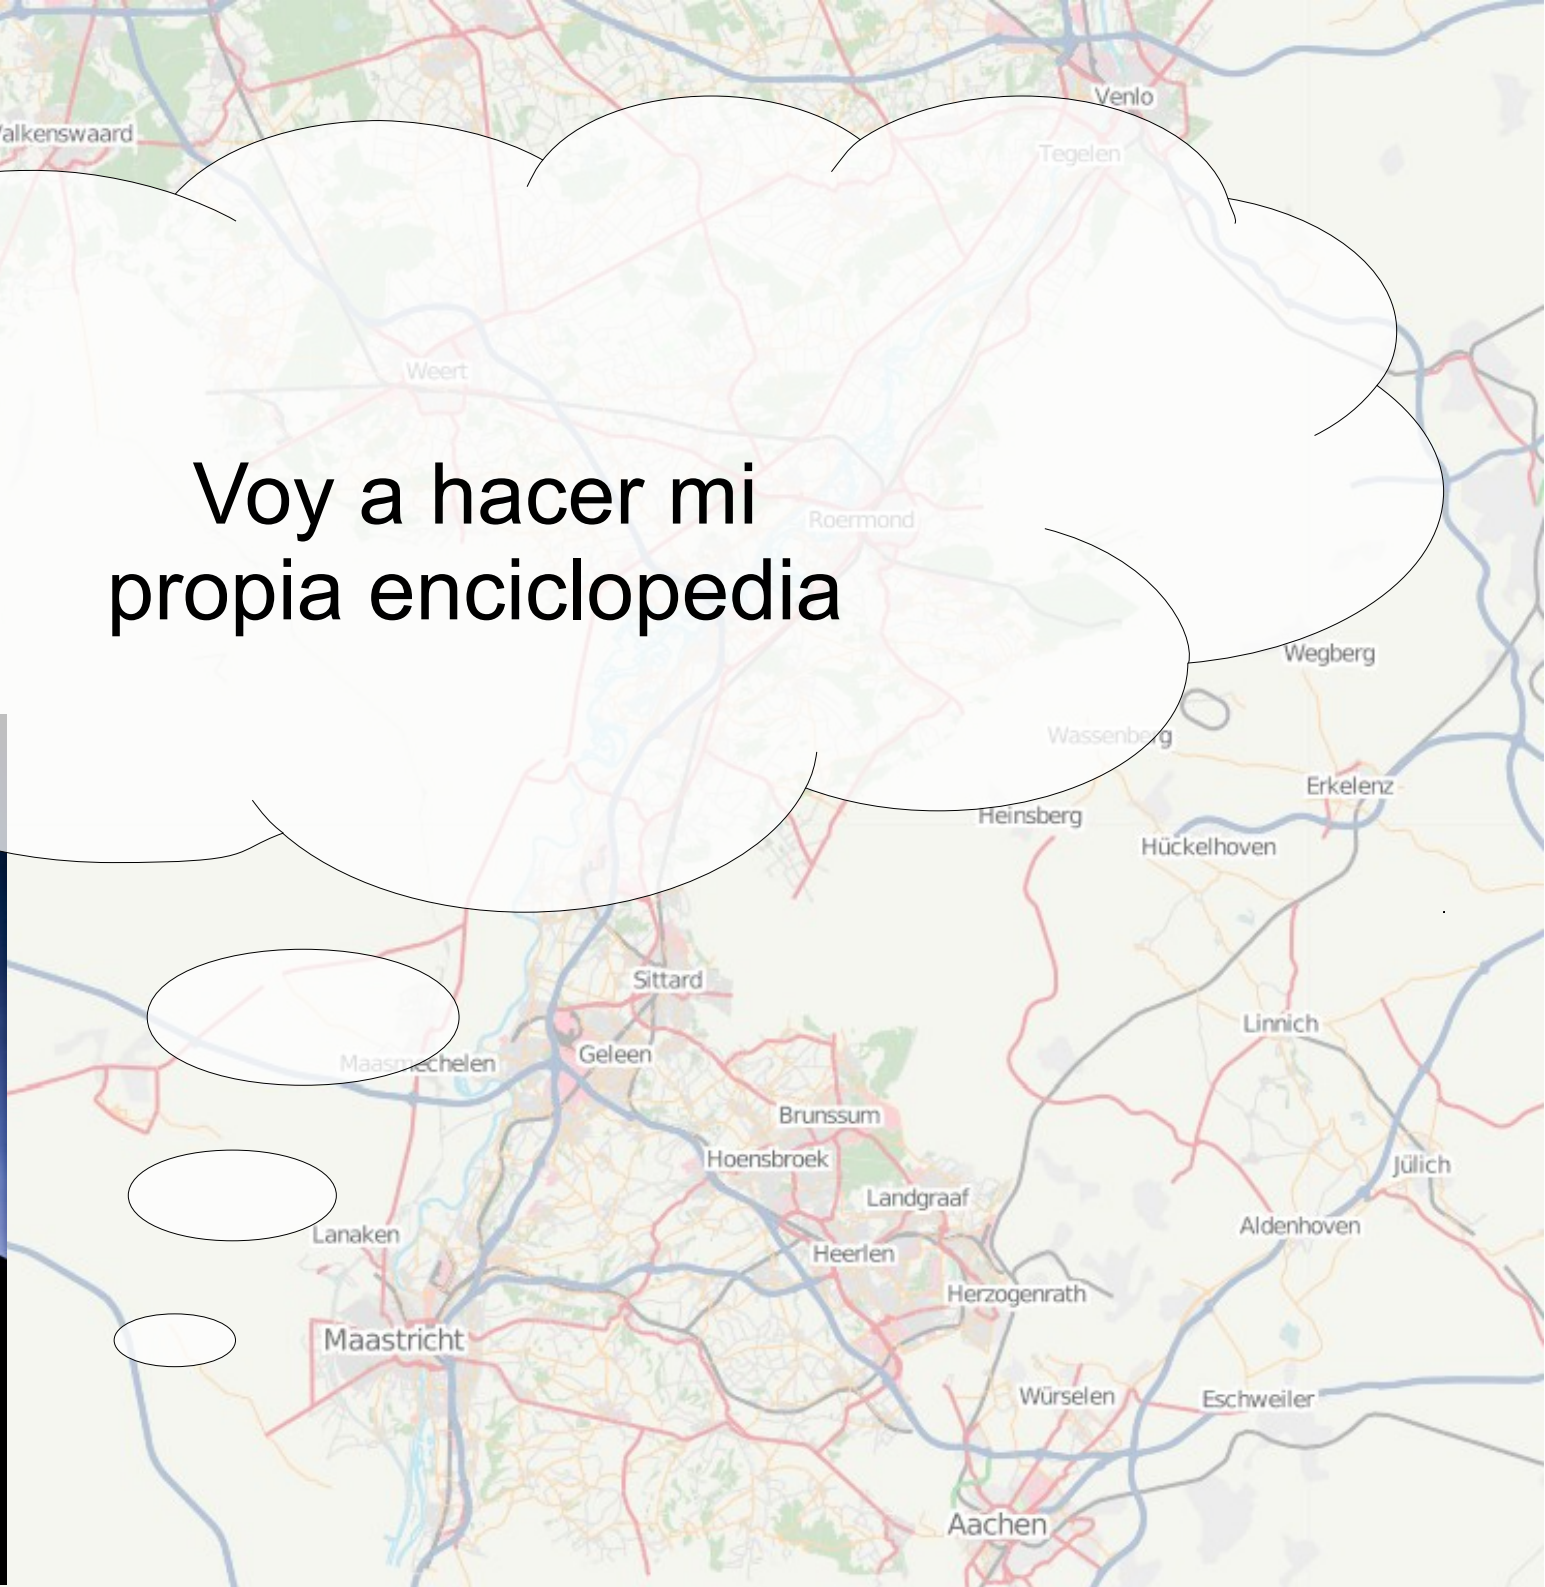 Venlo
alkenswaard
Tegelen
Weert
Voy a hacer mi
Roermond
propia enciclopedia
Wegberg
Wassenberg
Erkelenz
Heinsberg
Hückelhoven
Sittard
Linnich
Geleen
Maasmechelen
Brunssum
Hoensbroek
Jülich
Landgraaf
Aldenhoven
Lanaken
Heerlen
Herzogenrath
Maastricht
Würselen
Eschweiler
Aachen